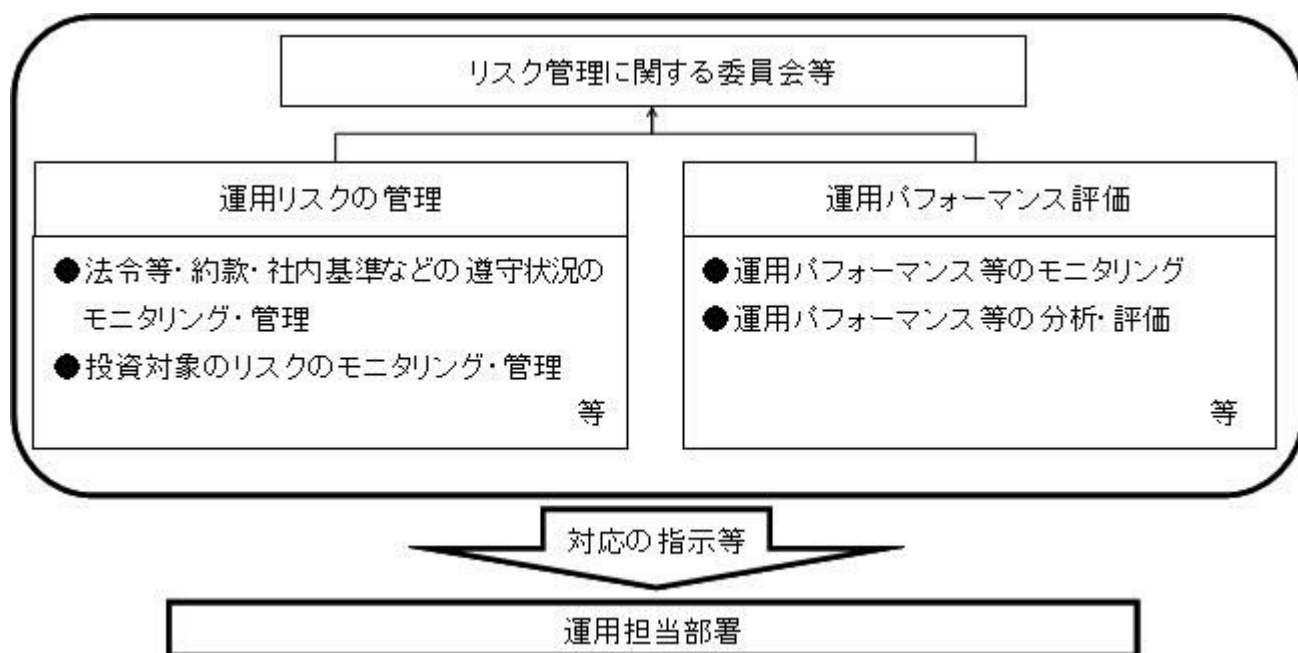 リスク管理に関する委員会等
運用リスクの管理
●法令等・約款・社内基準などの遵守状況の
モニタリング・管理
●投資対象のリスクのモニタリング・管理
等
運用パフォーマンス評価
●運用パフォーマンス等のモニタリング
●運用パフォーマンス等の分析・評価
等
対応の指示等
運用担当部署